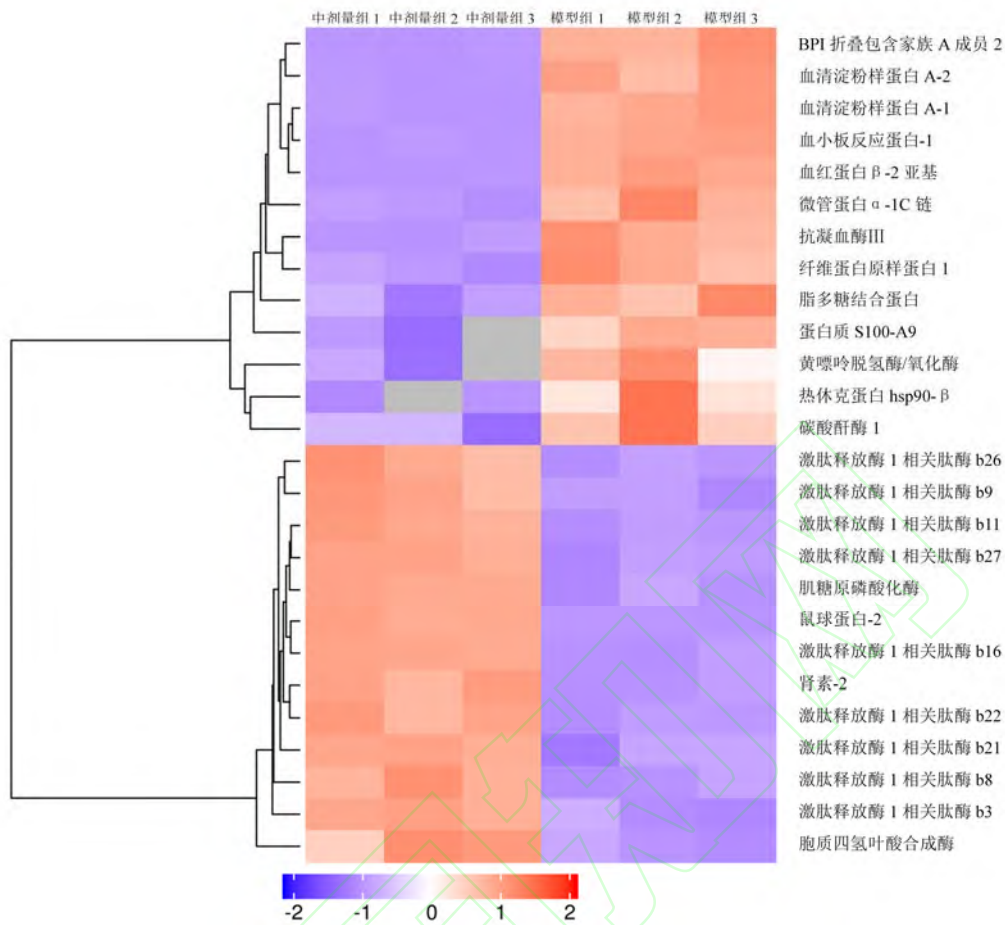 中剂量组 1 中剂量组 2 中剂量组 3 模型组 1 模型组 2 模型组 3
BPI 折叠包含家族 A 成员 2
血清淀粉样蛋白 A-2
血清淀粉样蛋白 A-1
血小板反应蛋白-1
血红蛋白β-2 亚基
微管蛋白α-1C 链
抗凝血酶Ⅲ
纤维蛋白原样蛋白 1
脂多糖结合蛋白
蛋白质 S100-A9
黄嘌呤脱氢酶/氧化酶
热休克蛋白 hsp90-β
碳酸酐酶 1
激肽释放酶 1 相关肽酶 b26
激肽释放酶 1 相关肽酶 b9
激肽释放酶 1 相关肽酶 b11
激肽释放酶 1 相关肽酶 b27
肌糖原磷酸化酶
鼠球蛋白-2
激肽释放酶 1 相关肽酶 b16
肾素-2
激肽释放酶 1 相关肽酶 b22
激肽释放酶 1 相关肽酶 b21
激肽释放酶 1 相关肽酶 b8
激肽释放酶 1 相关肽酶 b3
胞质四氢叶酸合成酶
-2 -1 0 1 2